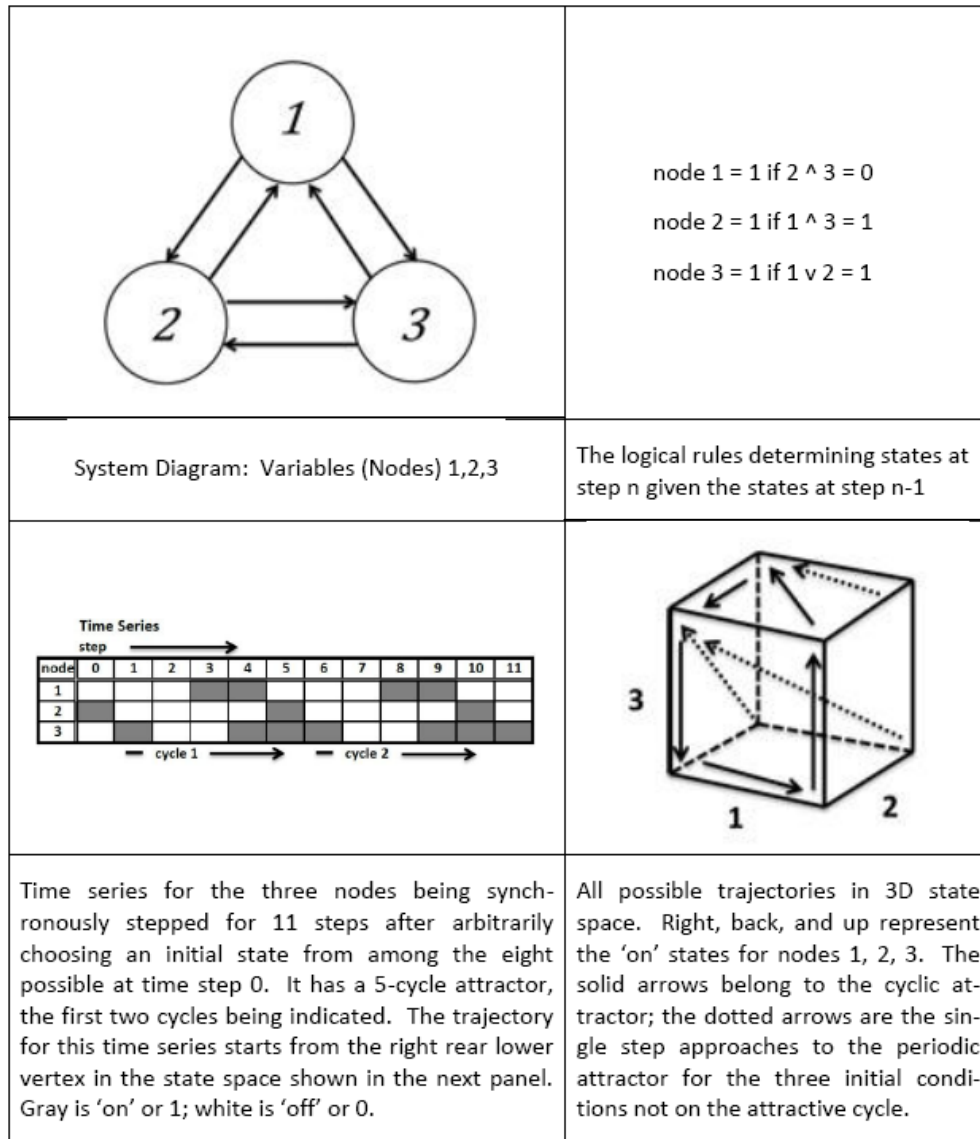 1
2
3
node 1 = 1 if 2 ^ 3 = 0
node 2 = 1 if 1 ^ 3 = 1
node 3 = 1 if 1 v 2 = 1
System Diagram: Variables (Nodes) 1,2,3
The logical rules determining states at
step n given the states at step n-1
Time Series
step
node 0 1 2 3 4 5 6 7 8 9 10 11
1
2
3
cycle 1
cycle 2
3
1
2
Time series for the three nodes being synch-
ronously stepped for 11 steps after arbitrarily
choosing an initial state from among the eight
possible at time step 0. It has a 5-cycle attractor,
the first two cycles being indicated. The trajectory
for this time series starts from the right rear lower
vertex in the state space shown in the next panel.
Gray is ‘on’ or 1; white is ‘off’ or 0.
All possible trajectories in 3D state
space. Right, back, and up represent
the ‘on’ states for nodes 1, 2, 3. The
solid arrows belong to the cyclic at-
tractor; the dotted arrows are the sin-
gle step approaches to the periodic
attractor for the three initial condi-
tions not on the attractive cycle.